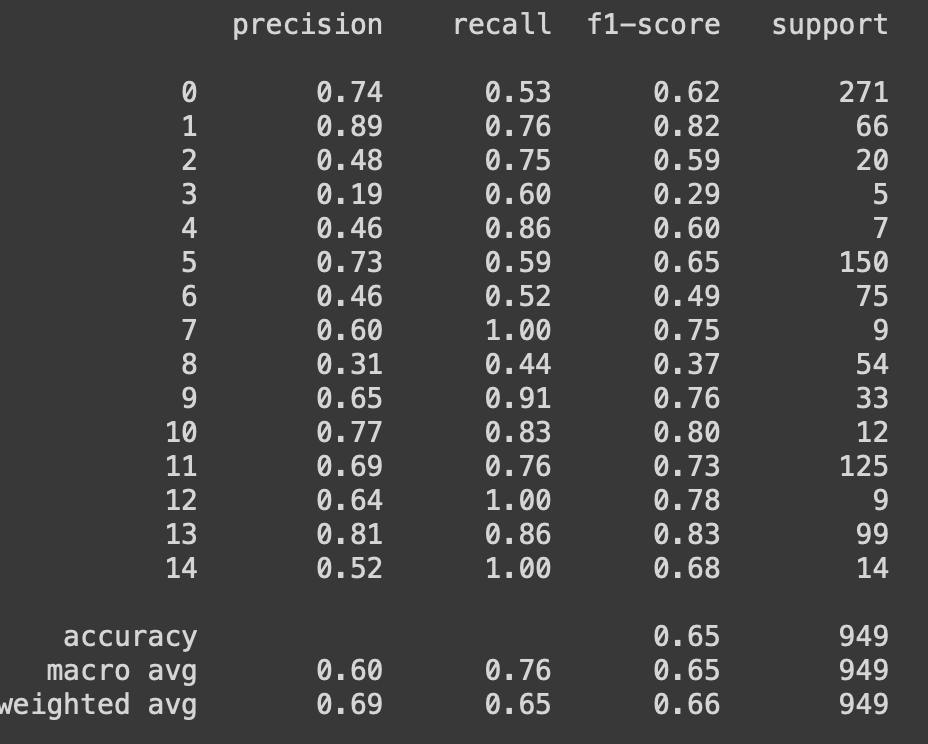 precision recall f1-score support
0 0.74 0.53 0.62 271
1 0.89 0.76 0.82 66
2 0.48 0.75 0.59 20
3 0.19 0.60 0.29 5
4 0.46 0.86 0.60 7
5 0.73 0.59 0.65 150
6 0.46 0.52 0.49 75
7 0.60 1.00 0.75 9
8 0.31 0.44 0.37 54
9 0.65 0.91 0.76 33
10 0.77 0.83 0.80 12
11 0.69 0.76 0.73 125
12 0.64 1.00 0.78 9
13 0.81 0.86 0.83 99
14 0.52 1.00 0.68 14
accuracy 0.65 949
macro avg 0.60 0.76 0.65 949
weighted avg 0.69 0.65 0.66 949